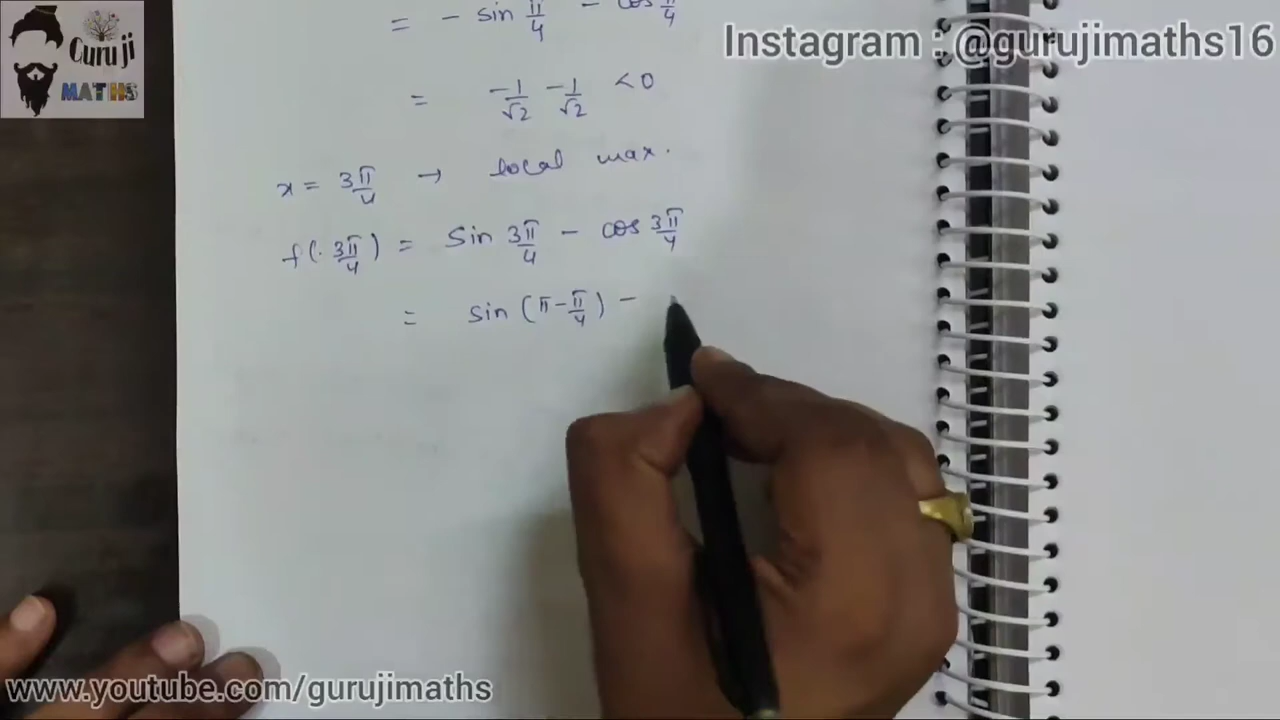 = - sin π/4 - cos π/4
Instagram : @gurujimaths16
Guru ji
MATHS
= -1/√2 -1/√2 <0
x = 3π/4 → local max.
f(.3π/4) = Sin 3π/4 - cos 3π/4
= sin (π-π/4) -
www.youtube.com/gurujimaths